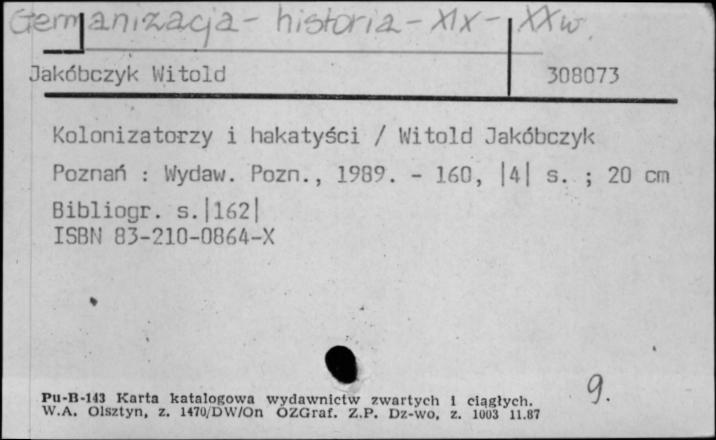 Germanizacja - historia - XIX - XX w.
Jakóbczyk Witold 308073
Kolonizatorzy i hakatyści / Witold Jakóbczyk
Poznań : Wydaw. Pozn., 1989. - 160, |4| s. ; 20 cm
Bibliogr. s.|162|
ISBN 83-210-0864-X
9.
Pu-B-143 Karta katalogowa wydawnictw zwartych i ciągłych.
W.A. Olsztyn, z. 1470/DW/On OZGraf. Z.P. Dz-wo, z. 1003 11.87